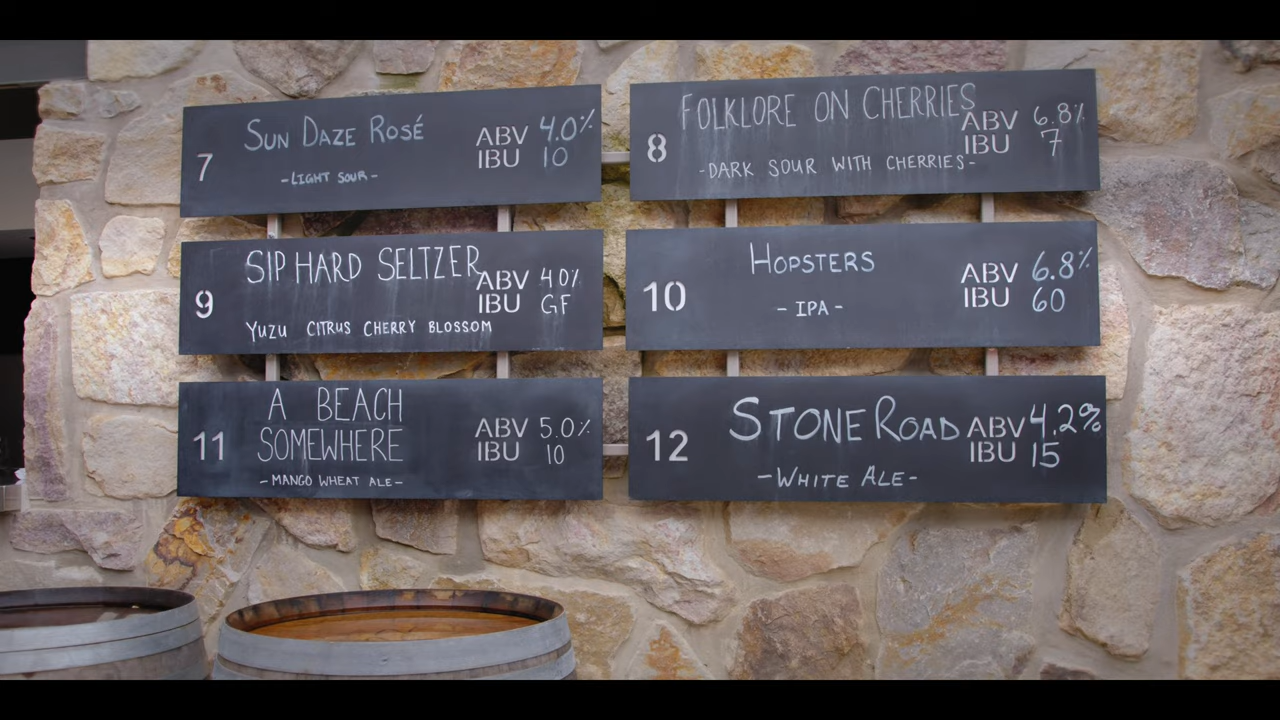 7
SUN DAZE ROSÉ
-LIGHT SOUR-
ABV 4.0%
IBU 10
8
FOLKLORE ON CHERRIES
-DARK SOUR WITH CHERRIES-
ABV 6.8%
IBU 7
9
SIP HARD SELTZER
YUZU CITRUS CHERRY BLOSSOM
ABV 4.0%
IBU GF
10
HOPSTERS
- IPA -
ABV 6.8%
IBU 60
11
A BEACH
SOMEWHERE
-MANGO WHEAT ALE-
ABV 5.0%
IBU 10
12
STONE ROAD
-WHITE ALE-
ABV 4.2%
IBU 15